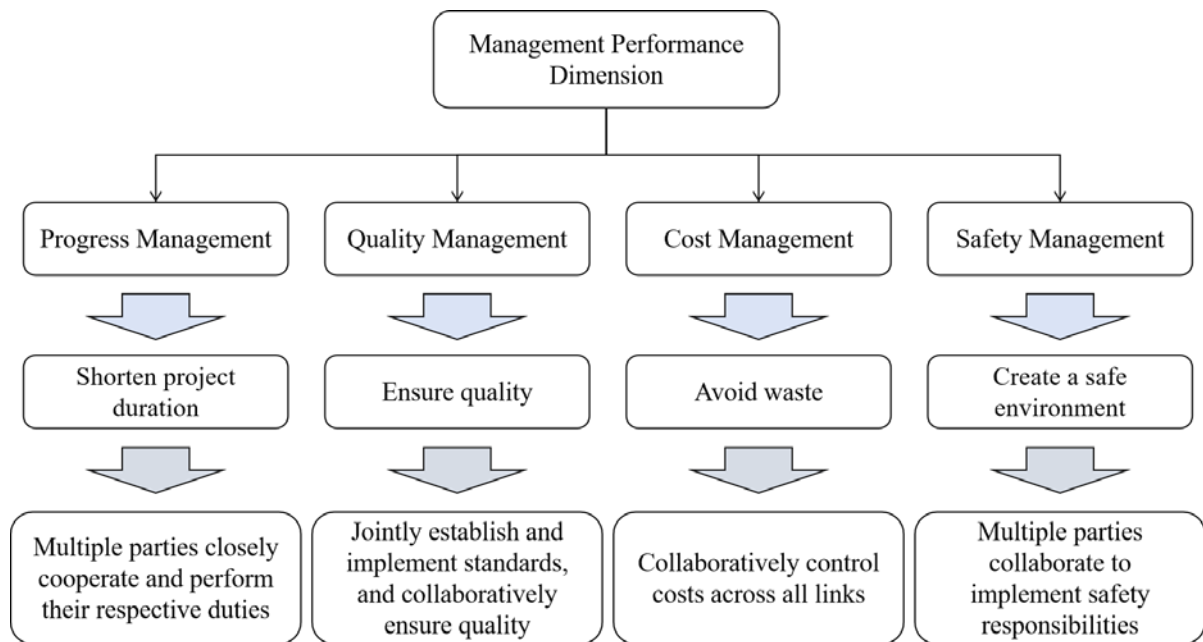 Management Performance
Dimension
Progress Management
Quality Management
Cost Management
Safety Management
Shorten project
duration
Ensure quality
Avoid waste
Create a safe
environment
Multiple parties closely
cooperate and perform
their respective duties
Jointly establish and
implement standards,
and collaboratively
ensure quality
Collaboratively control
costs across all links
Multiple parties
collaborate to
implement safety
responsibilities